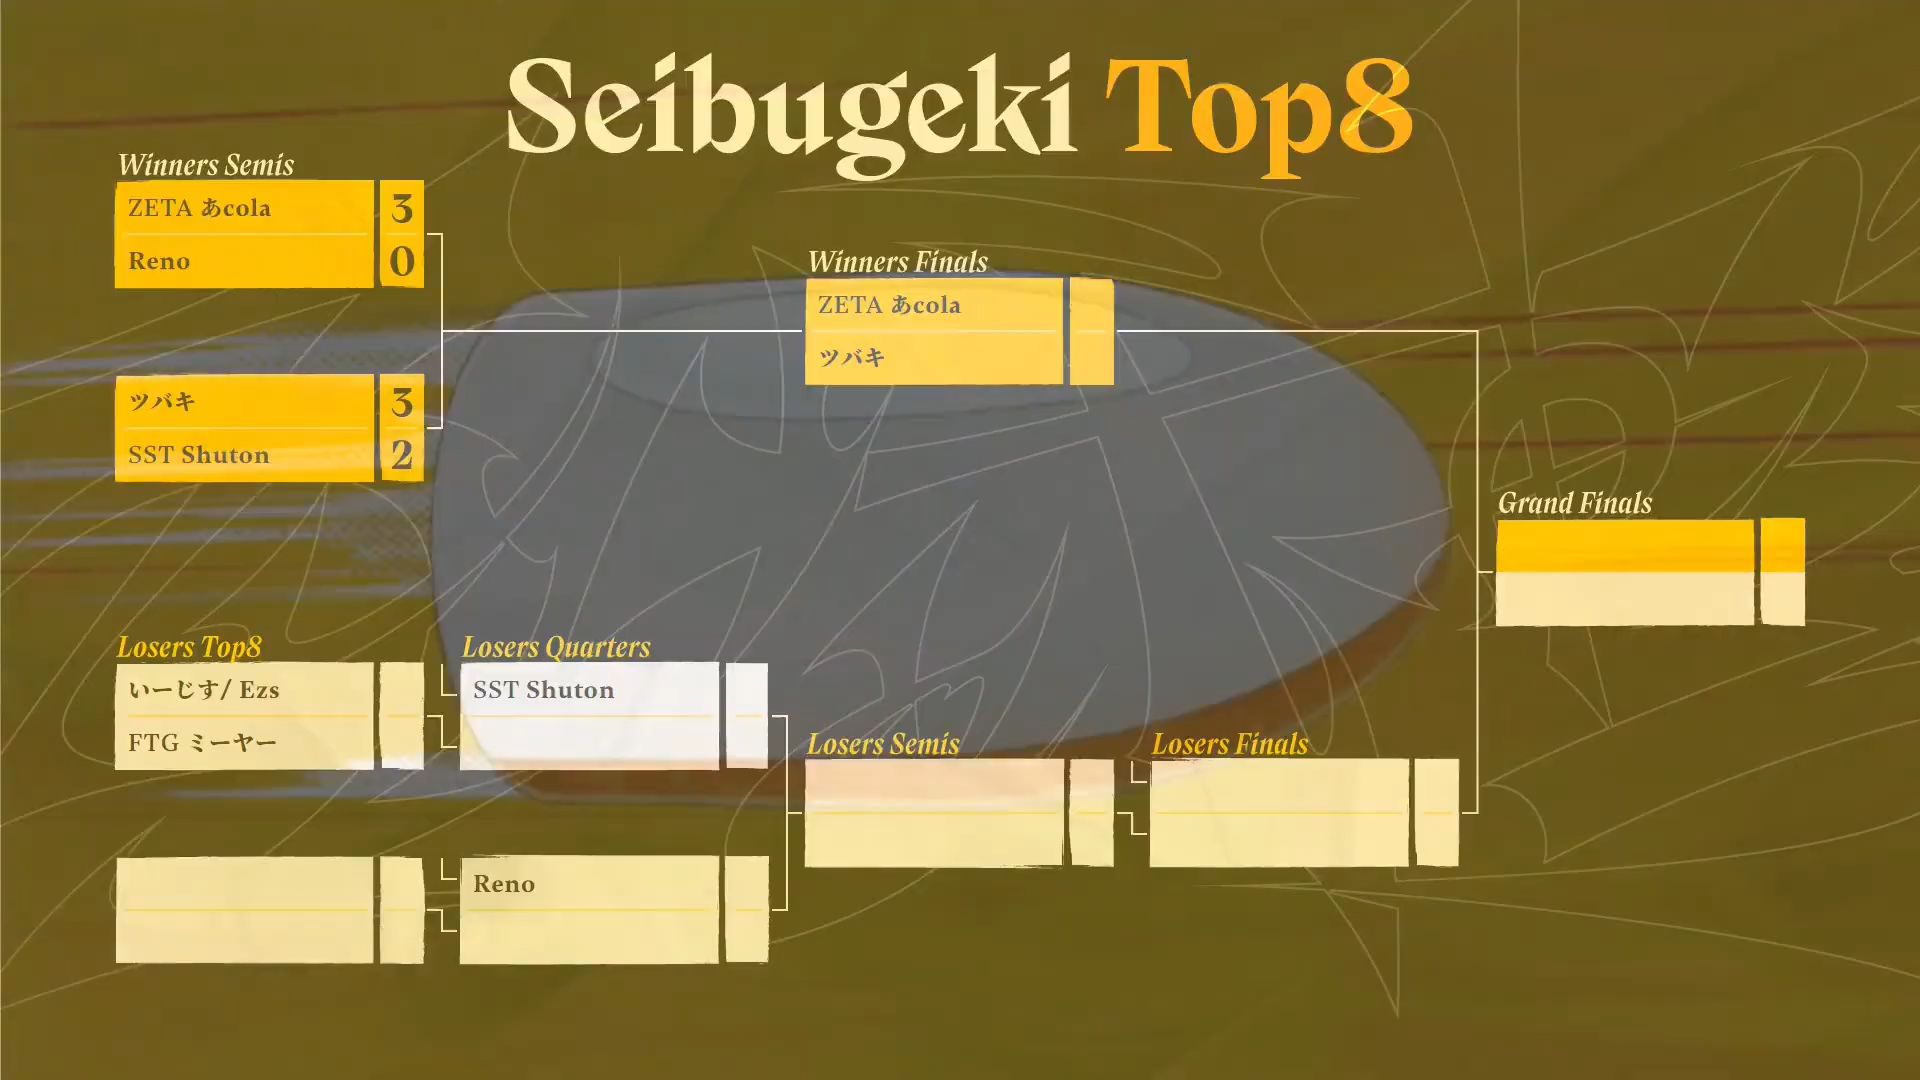 Seibugeki Top8
Winners Semis
ZETA あcola 3
Reno 0
ツバキ 3
SST Shuton 2
Winners Finals
ZETA あcola
ツバキ
Grand Finals
Losers Top8
いーじす/ Ezs
FTG ミーヤー
Losers Quarters
SST Shuton
Reno
Losers Semis
Losers Finals